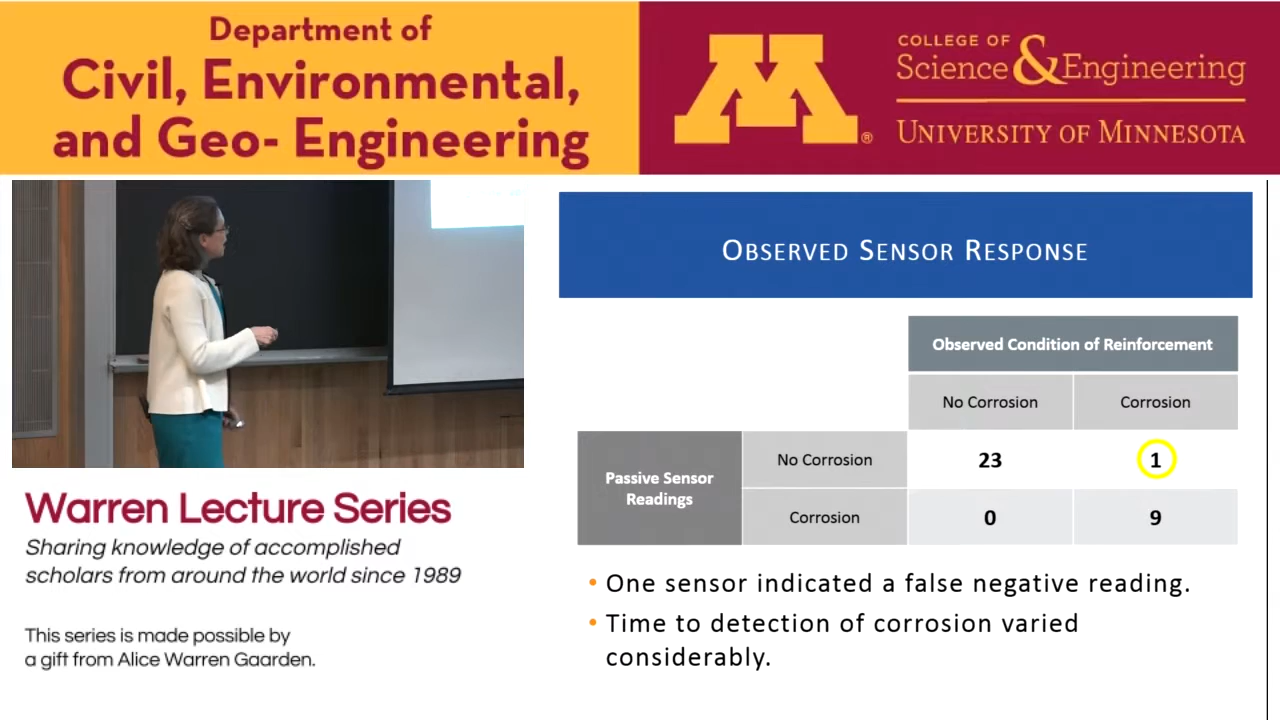 Department of
Civil, Environmental,
and Geo- Engineering
M
®
COLLEGE OF
Science & Engineering
UNIVERSITY OF MINNESOTA
OBSERVED SENSOR RESPONSE
Observed Condition of Reinforcement
No Corrosion Corrosion
Passive Sensor
Readings
No Corrosion 23 1
Corrosion 0 9
• One sensor indicated a false negative reading.
• Time to detection of corrosion varied
considerably.
Warren Lecture Series
Sharing knowledge of accomplished
scholars from around the world since 1989
This series is made possible by
a gift from Alice Warren Gaarden.